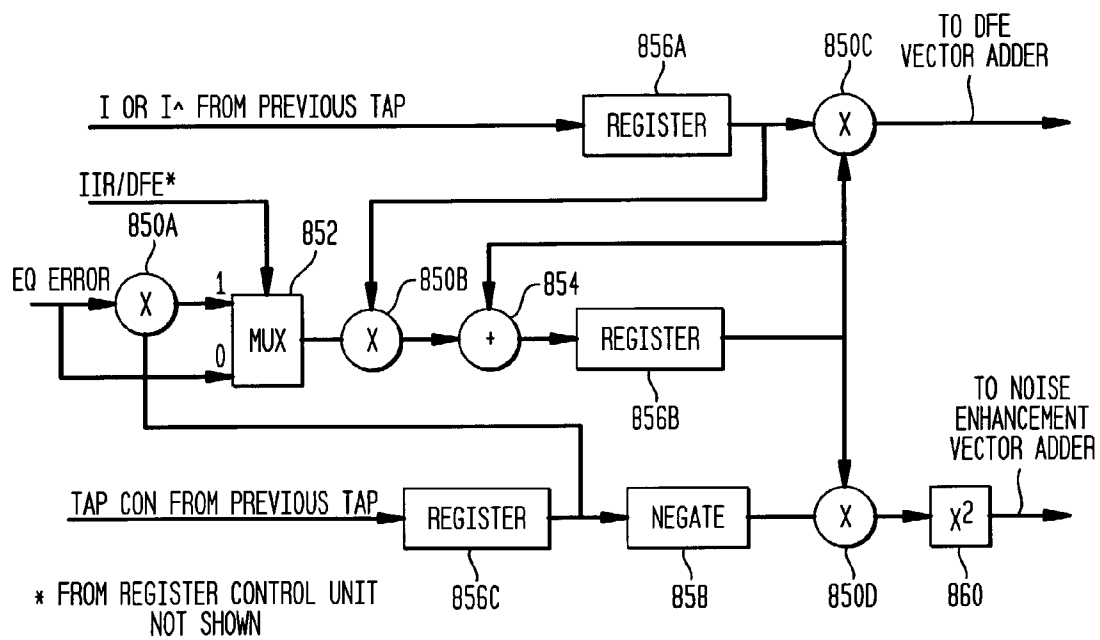 TO DFE
VECTOR ADDER
856A
850C
I OR I^ FROM PREVIOUS TAP
REGISTER
X
IIR/DFE*
850A
852
EQ ERROR
X
1
0
MUX
850B
X
854
+
REGISTER
856B
TO NOISE
ENHANCEMENT
VECTOR ADDER
TAP CON FROM PREVIOUS TAP
REGISTER
NEGATE
X
X2
856C
858
850D
860
* FROM REGISTER CONTROL UNIT
NOT SHOWN